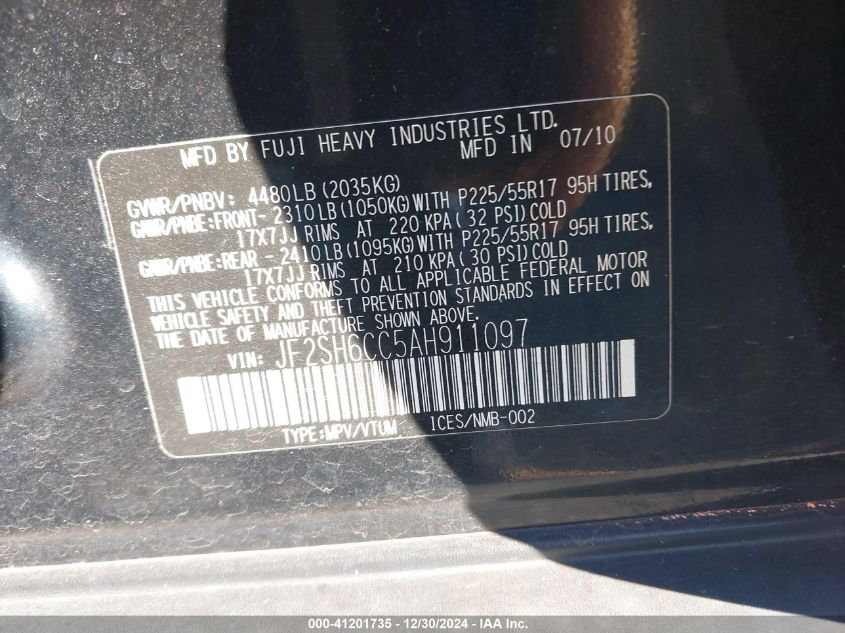 MFD BY FUJI HEAVY INDUSTRIES LTD.
MFD IN 07/10
GVWR/PNBV: 4480LB(2035KG)
GAWR/PNBE:FRONT- 2310LB(1050KG)WITH P225/55R17 95H TIRES,
17X7JJ RIMS AT 220 KPA( 32 PSI)COLD
GAWR/PNBE:REAR - 2410LB(1095KG)WITH P225/55R17 95H TIRES,
17X7JJ RIMS AT 210 KPA( 30 PSI)COLD
THIS VEHICLE CONFORMS TO ALL APPLICABLE FEDERAL MOTOR
VEHICLE SAFETY AND THEFT PREVENTION STANDARDS IN EFFECT ON
THE DATE OF MANUFACTURE
VIN: JF2SH6CC5AH911097
TYPE:MPV/VTUM 1CES/NMB-002
000-41201735 - 12/30/2024 - IAA Inc.